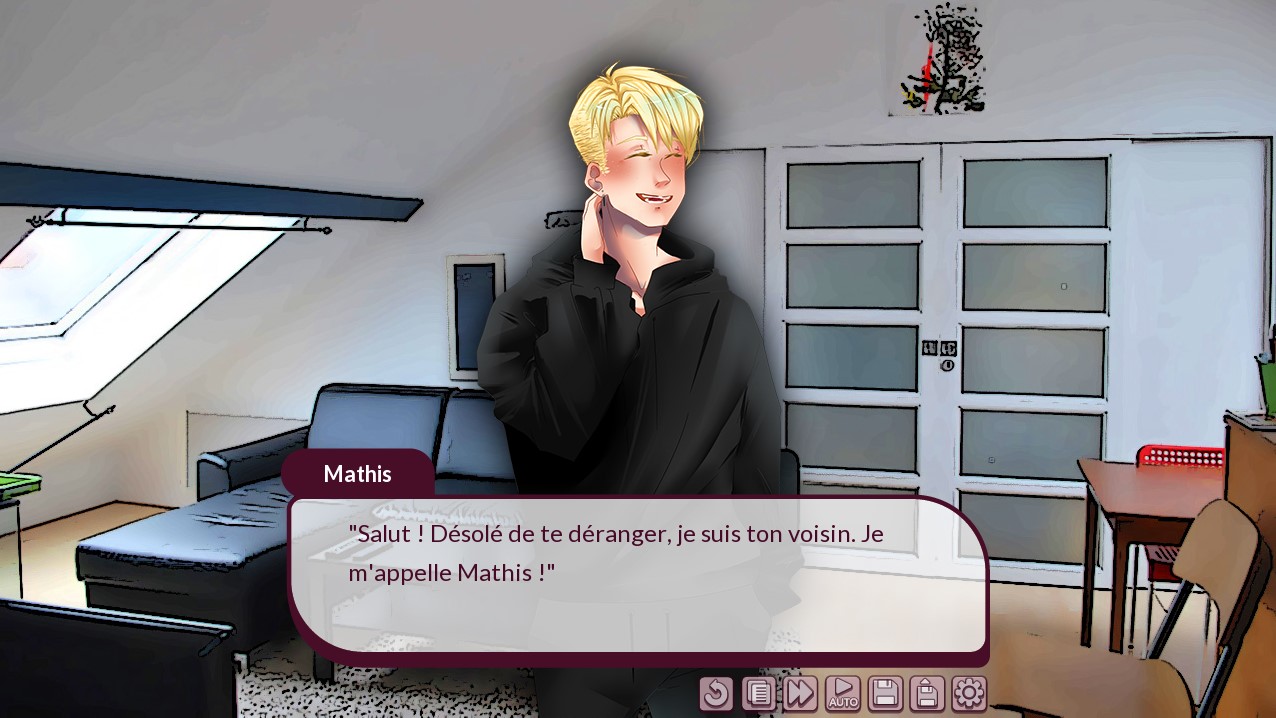 Mathis
"Salut ! Désolé de te déranger, je suis ton voisin. Je
m'appelle Mathis !"
AUTO